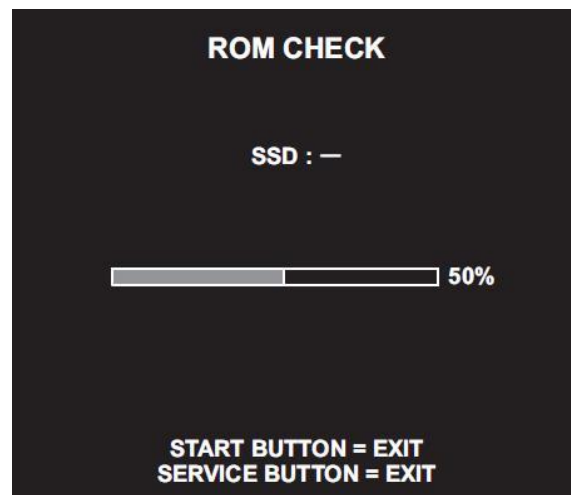 ROM CHECK
SSD : —
50%
START BUTTON = EXIT
SERVICE BUTTON = EXIT